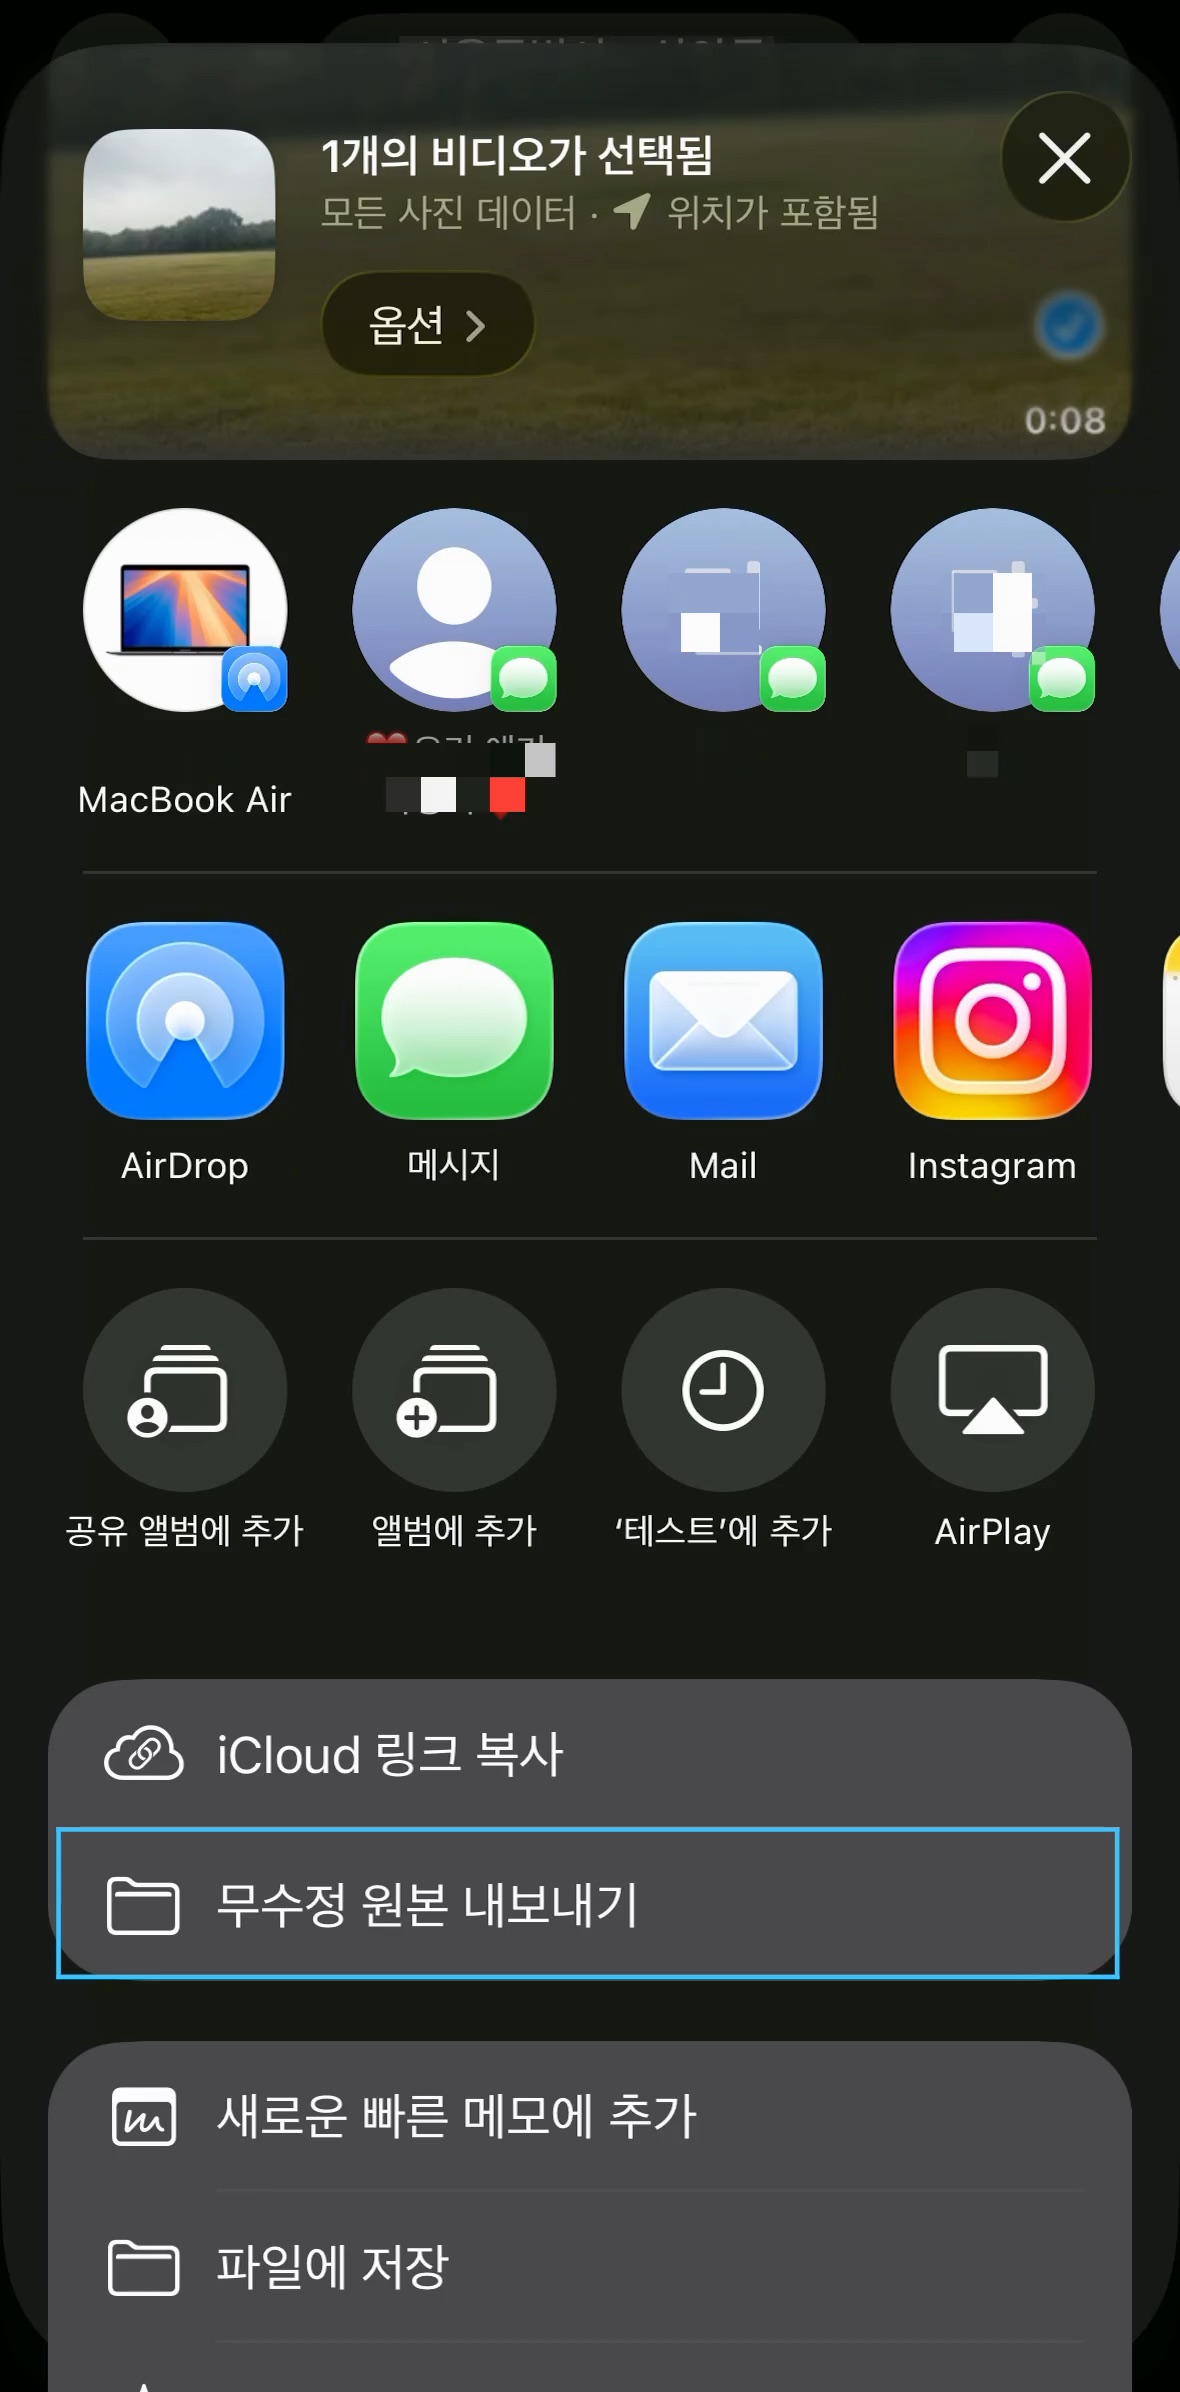 1개의 비디오가 선택됨
모든 사진 데이터 · 위치가 포함됨
옵션
0:08
MacBook Air
AirDrop
메시지
Mail
Instagram
공유 앨범에 추가
앨범에 추가
‘테스트’에 추가
AirPlay
iCloud 링크 복사
무수정 원본 내보내기
새로운 빠른 메모에 추가
파일에 저장